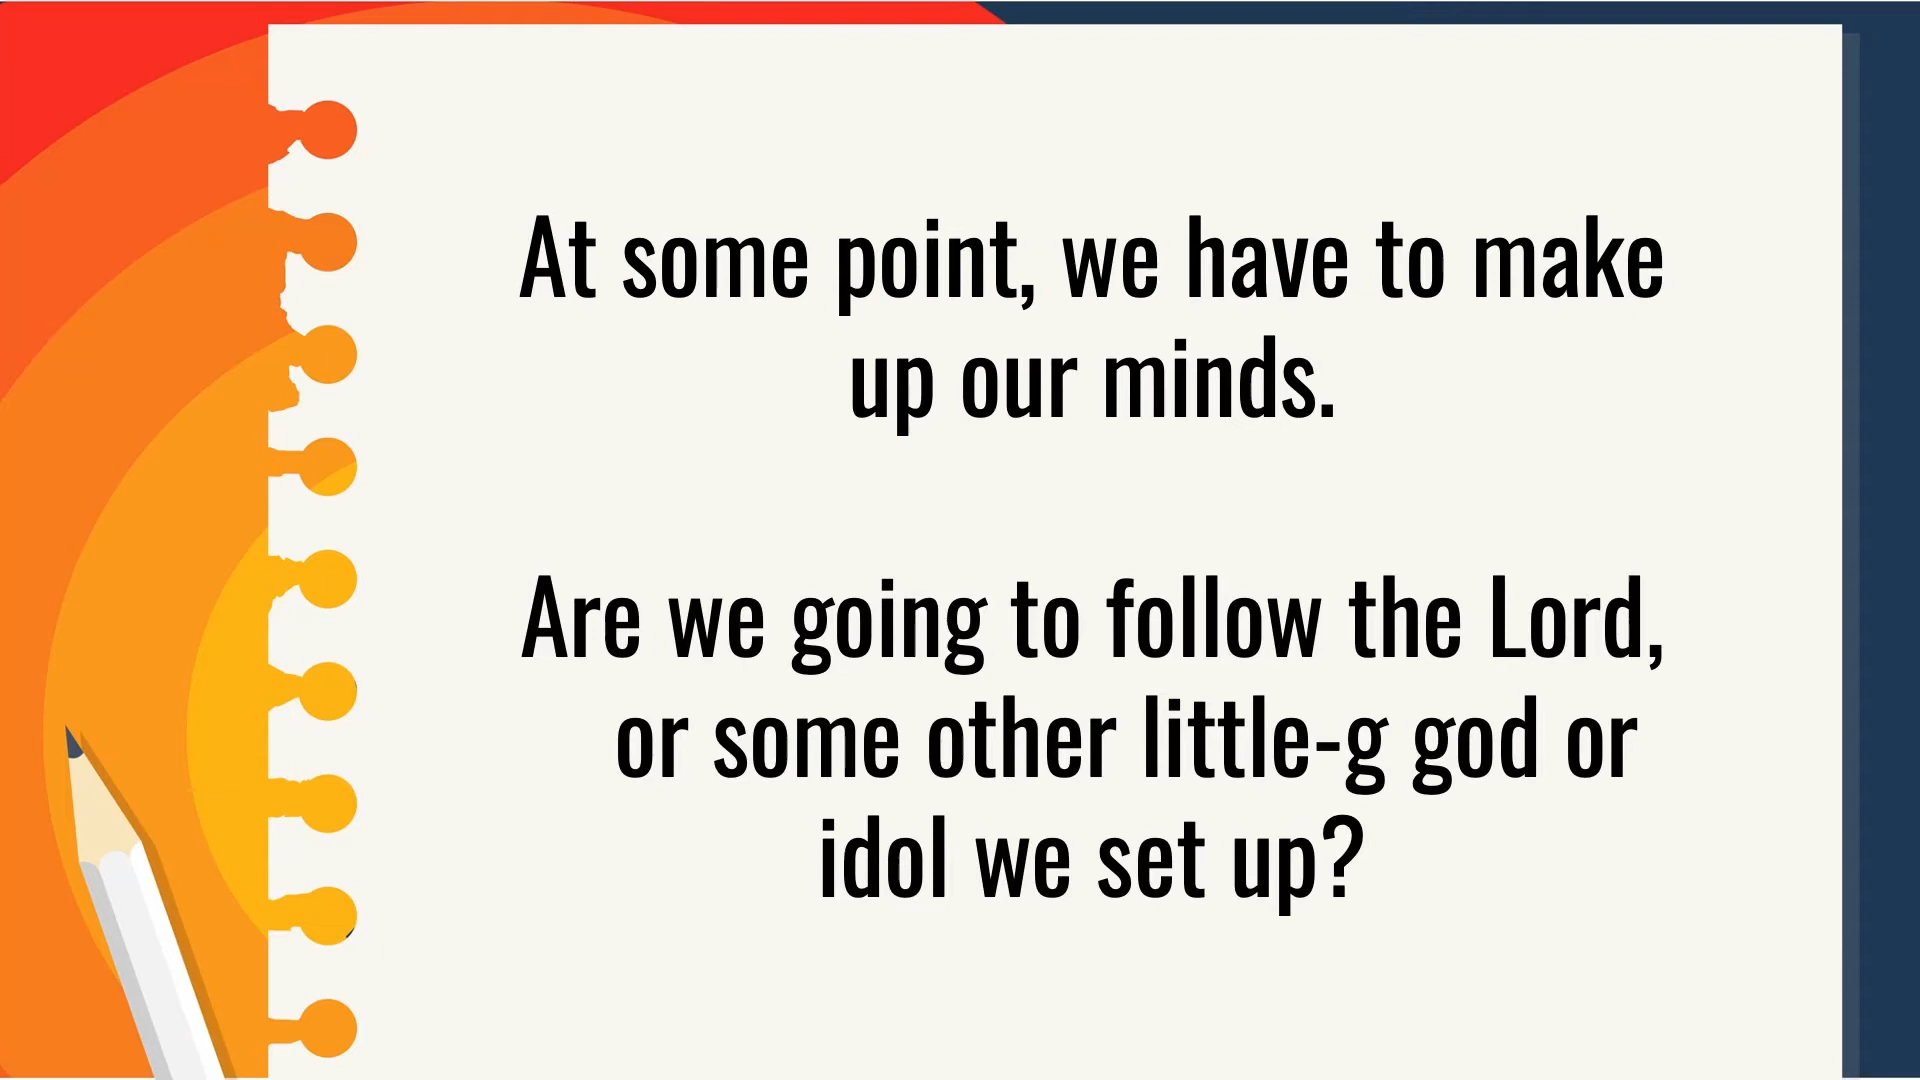 At some point, we have to make
up our minds.
Are we going to follow the Lord,
or some other little-g god or
idol we set up?